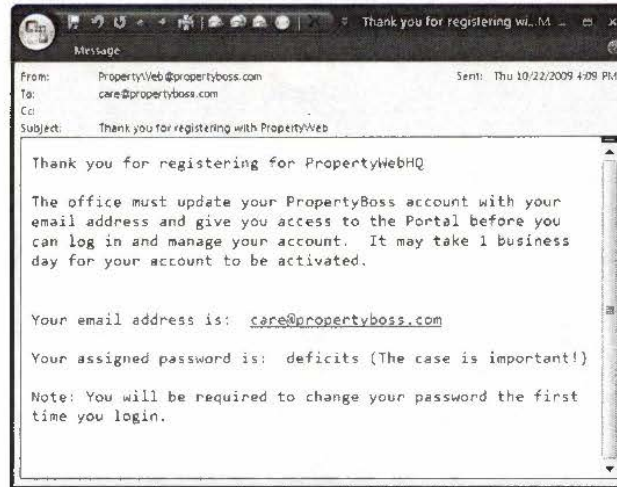 Thank you for registering wi...M
Message
From: PropertyWeb@propertyboss.com Sent: Thu 10/22/2009 4:09 PM
To: care@propertyboss.com
Cc:
Subject: Thank you for registering with PropertyWeb
Thank you for registering for PropertyWebHQ
The office must update your PropertyBoss account with your
email address and give you access to the Portal before you
can log in and manage your account. It may take 1 business
day for your account to be activated.
Your email address is: care@propertyboss.com
Your assigned password is: deficits (The case is important!)
Note: You will be required to change your password the first
time you login.